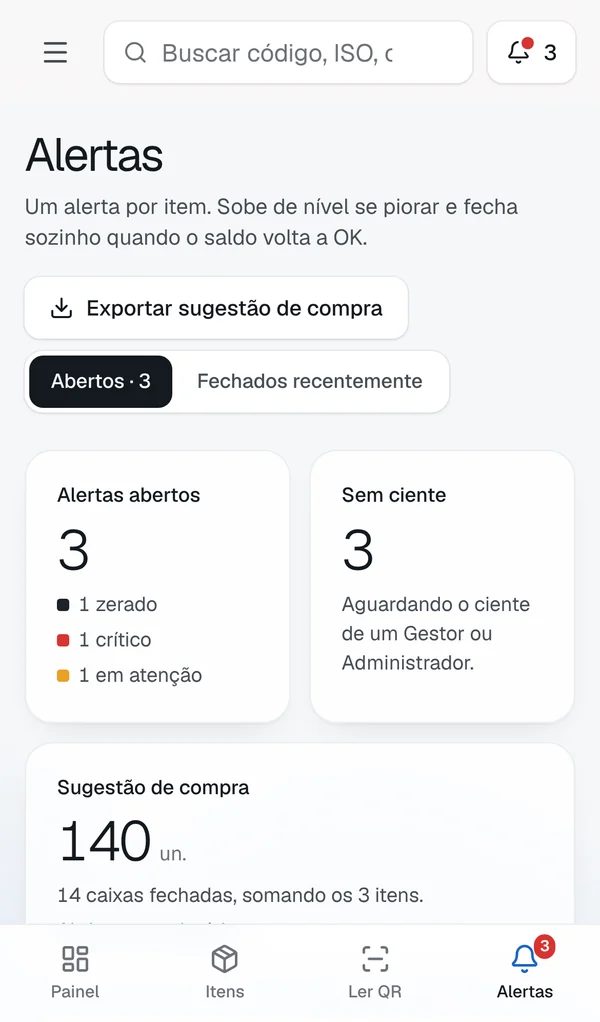 Buscar código, ISO, c
3
Alertas
Um alerta por item. Sobe de nível se piorar e fecha
sozinho quando o saldo volta a OK.
Exportar sugestão de compra
Abertos · 3
Fechados recentemente
Alertas abertos
3
1 zerado
1 crítico
1 em atenção
Sem ciente
3
Aguardando o ciente
de um Gestor ou
Administrador.
Sugestão de compra
140 un.
14 caixas fechadas, somando os 3 itens.
Painel
Itens
Ler QR
3
Alertas